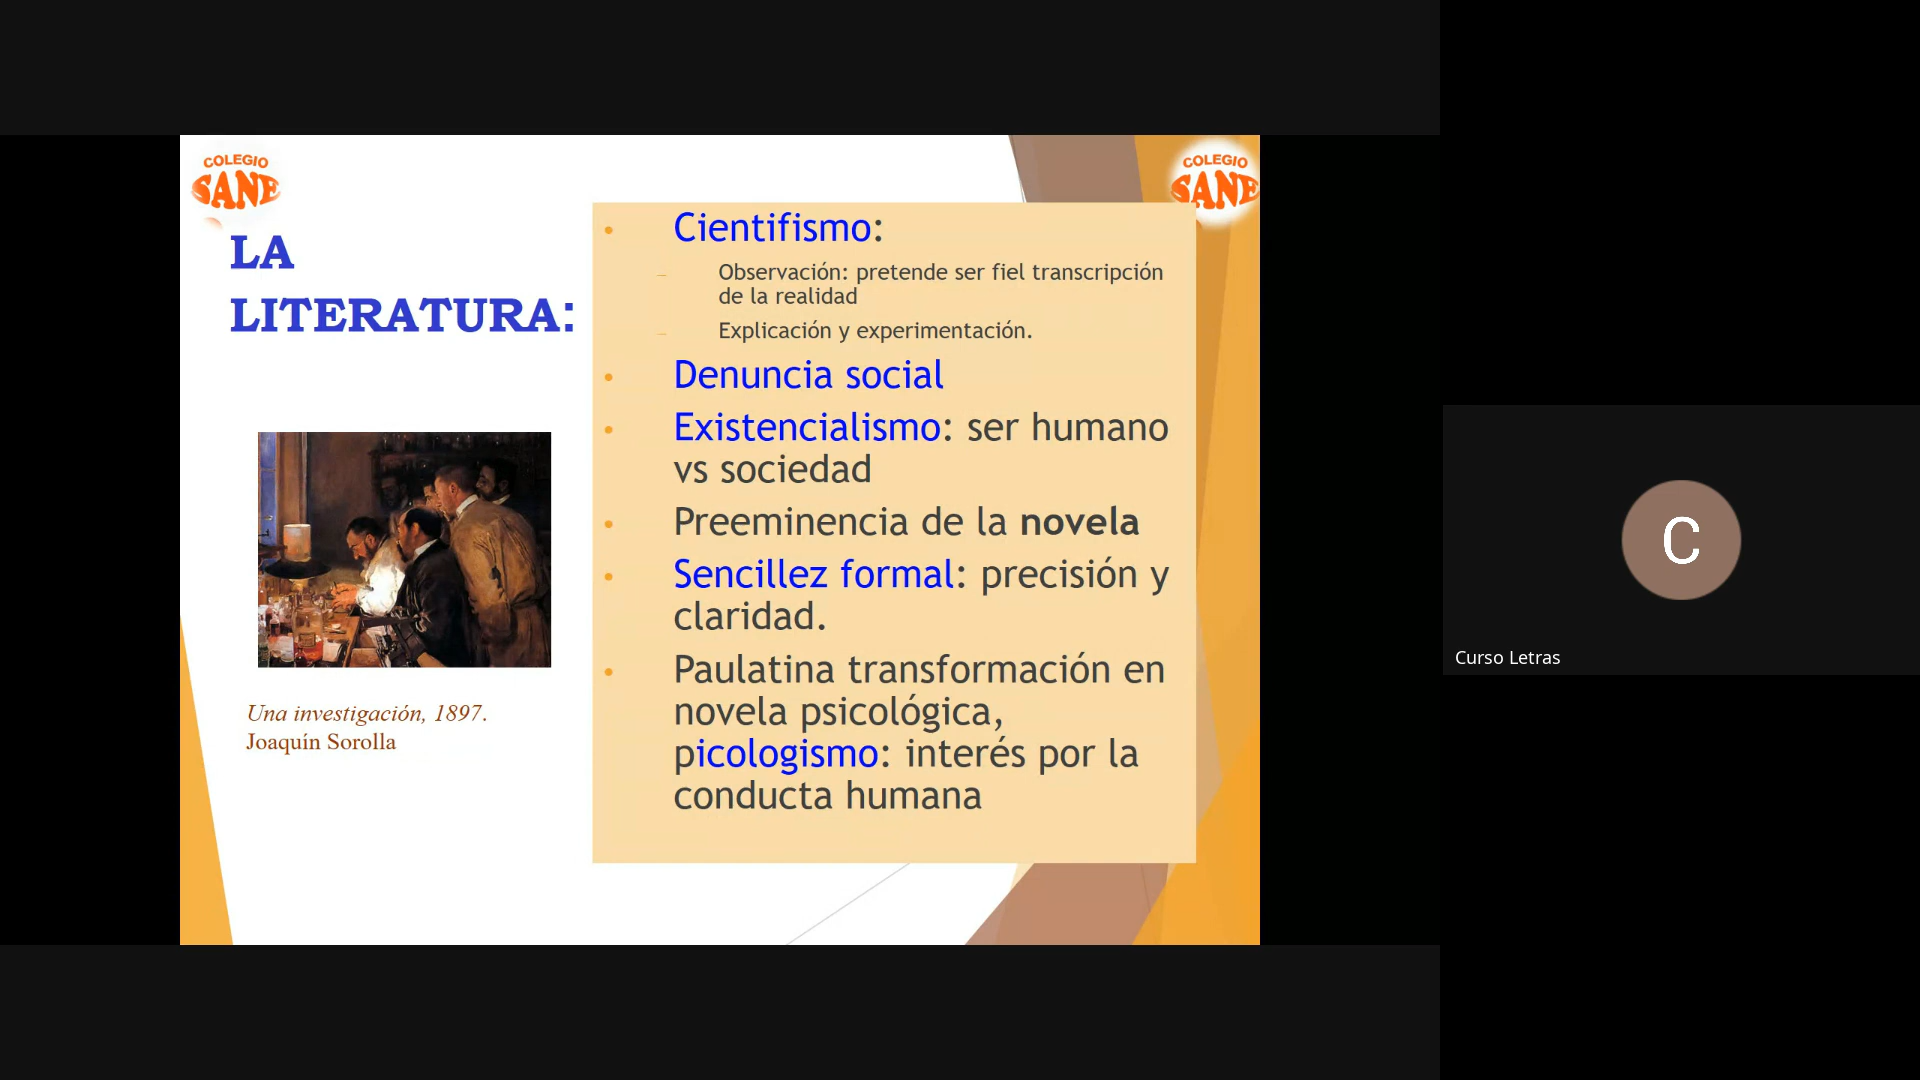 COLEGIO
SANE
COLEGIO
SANE
LA
LITERATURA:
• Cientifismo:
– Observación: pretende ser fiel transcripción
de la realidad
– Explicación y experimentación.
• Denuncia social
• Existencialismo: ser humano
vs sociedad
• Preeminencia de la novela
• Sencillez formal: precisión y
claridad.
• Paulatina transformación en
novela psicológica,
picologismo: interés por la
conducta humana
Una investigación, 1897.
Joaquín Sorolla
C
Curso Letras